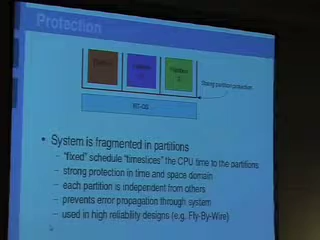 Protection
Strong partition protection
• System is fragmented in partitions
– "fixed" schedule "timeslices" the CPU time to the partitions
– strong protection in time and space domain
– each partition is independent from others
– prevents error propagation through system
– used in high reliability designs (e.g. Fly-By-Wire)